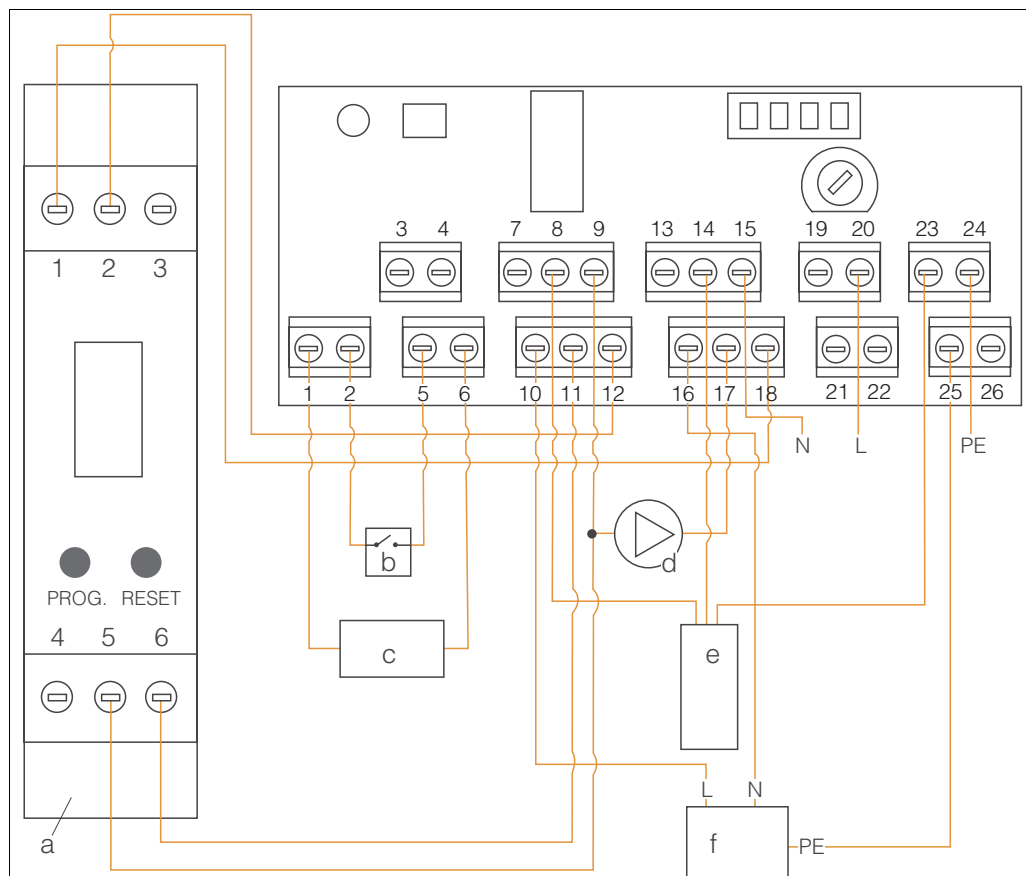 1 2 3
PROG. RESET
4 5 6
a
3 4 7 8 9 13 14 15 19 20 23 24
1 2 5 6 10 11 12 16 17 18 21 22 25 26
N L PE
b
d
c
e
L N
f PE